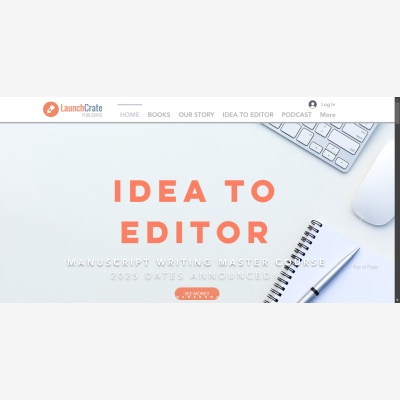 LaunchCrate
PUBLISHING
Log In
HOME BOOKS OUR STORY IDEA TO EDITOR PODCAST More
IDEA TO
EDITOR
MANUSCRIPT WRITING MASTER COURSE
2025 DATES ANNOUNCED!
Top of Page
SEE MORE!